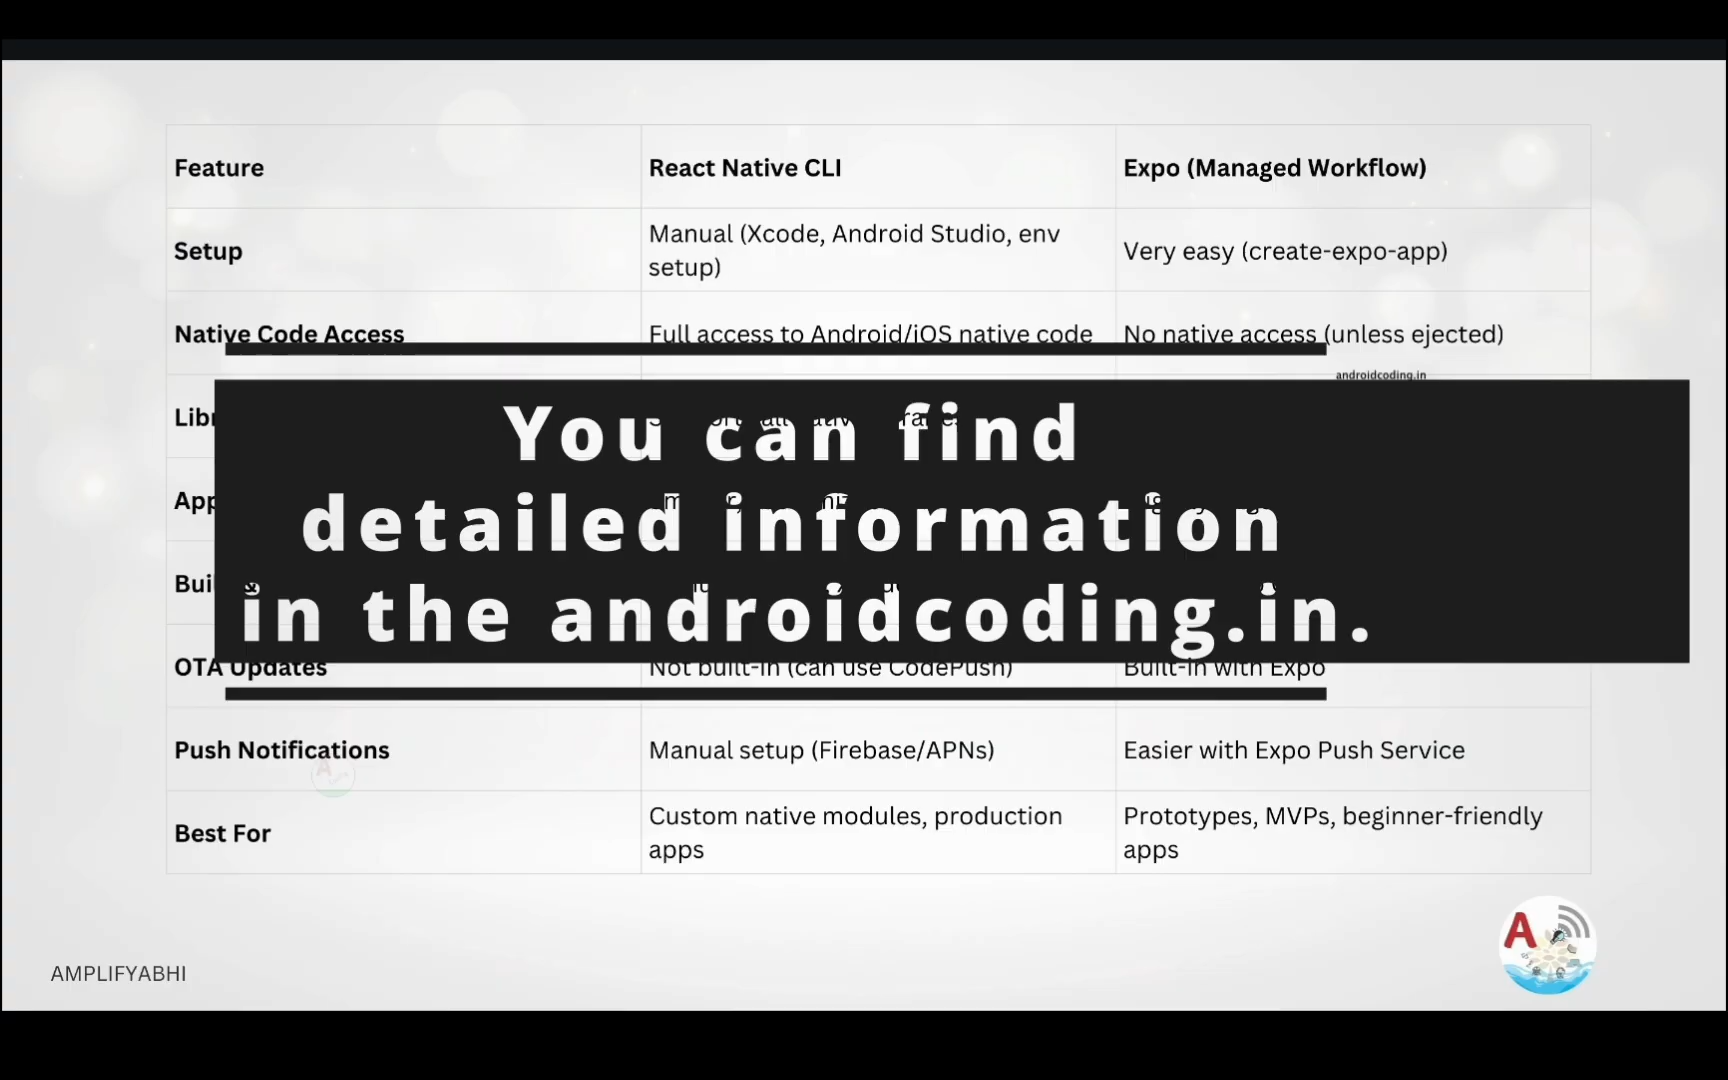 Feature React Native CLI Expo (Managed Workflow)
Setup Manual (Xcode, Android Studio, env setup) Very easy (create-expo-app)
Native Code Access Full access to Android/iOS native code No native access (unless ejected)
androidcoding.in
You can find
detailed information
in the androidcoding.in.
OTA Updates Not built-in (can use CodePush) Built-in with Expo
Push Notifications Manual setup (Firebase/APNs) Easier with Expo Push Service
Best For Custom native modules, production apps Prototypes, MVPs, beginner-friendly apps
A
AMPLIFYABHI